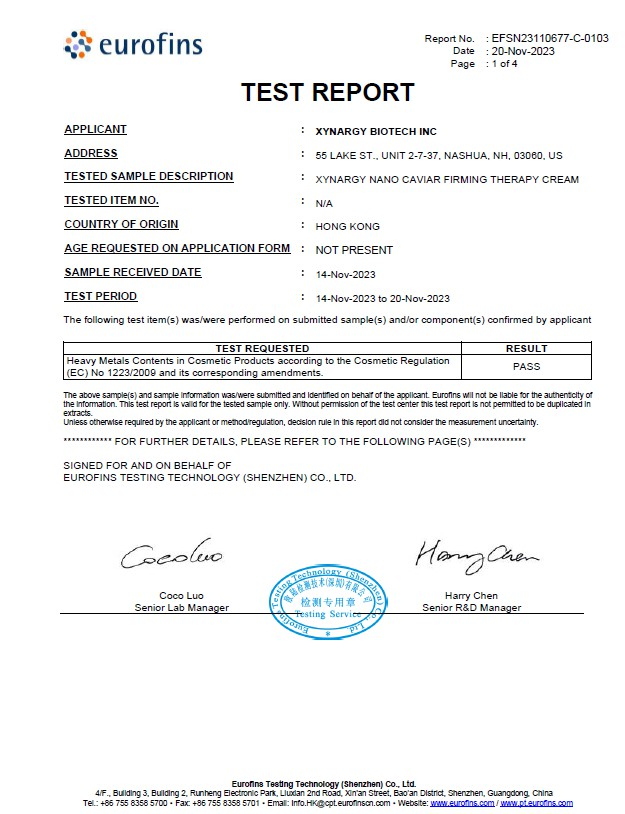 eurofins
Report No. : EFSN23110677-C-0103
Date : 20-Nov-2023
Page : 1 of 4
TEST REPORT
APPLICANT : XYNARGY BIOTECH INC
ADDRESS : 55 LAKE ST., UNIT 2-7-37, NASHUA, NH, 03060, US
TESTED SAMPLE DESCRIPTION : XYNARGY NANO CAVIAR FIRMING THERAPY CREAM
TESTED ITEM NO. : N/A
COUNTRY OF ORIGIN : HONG KONG
AGE REQUESTED ON APPLICATION FORM : NOT PRESENT
SAMPLE RECEIVED DATE : 14-Nov-2023
TEST PERIOD : 14-Nov-2023 to 20-Nov-2023
The following test item(s) was/were performed on submitted sample(s) and/or component(s) confirmed by applicant
TEST REQUESTED RESULT
Heavy Metals Contents in Cosmetic Products according to the Cosmetic Regulation
(EC) No 1223/2009 and its corresponding amendments. PASS
The above sample(s) and sample information was/were submitted and identified on behalf of the applicant. Eurofins will not be liable for the authenticity of
the information. This test report is valid for the tested sample only. Without permission of the test center this test report is not permitted to be duplicated in
extracts.
Unless otherwise required by the applicant or method/regulation, decision rule in this report did not consider the measurement uncertainty.
************ FOR FURTHER DETAILS, PLEASE REFER TO THE FOLLOWING PAGE(S) *************
SIGNED FOR AND ON BEHALF OF
EUROFINS TESTING TECHNOLOGY (SHENZHEN) CO., LTD.
Coco Luo
Harry Chen
Eurofins Testing Technology (Shenzhen) Co., Ltd.
检测技术(深圳)有限公司
检测专用章
Testing Service
Coco Luo
Senior Lab Manager
Harry Chen
Senior R&D Manager
Eurofins Testing Technology (Shenzhen) Co., Ltd.
4/F., Building 3, Building 2, Runheng Electronic Park, Liuxian 2nd Road, Xin'an Street, Bao'an District, Shenzhen, Guangdong, China
Tel.: +86 755 8358 5700 • Fax: +86 755 8358 5701 • Email: info.HK@cpt.eurofinscn.com • Website: www.eurofins.com / www.pt.eurofins.com